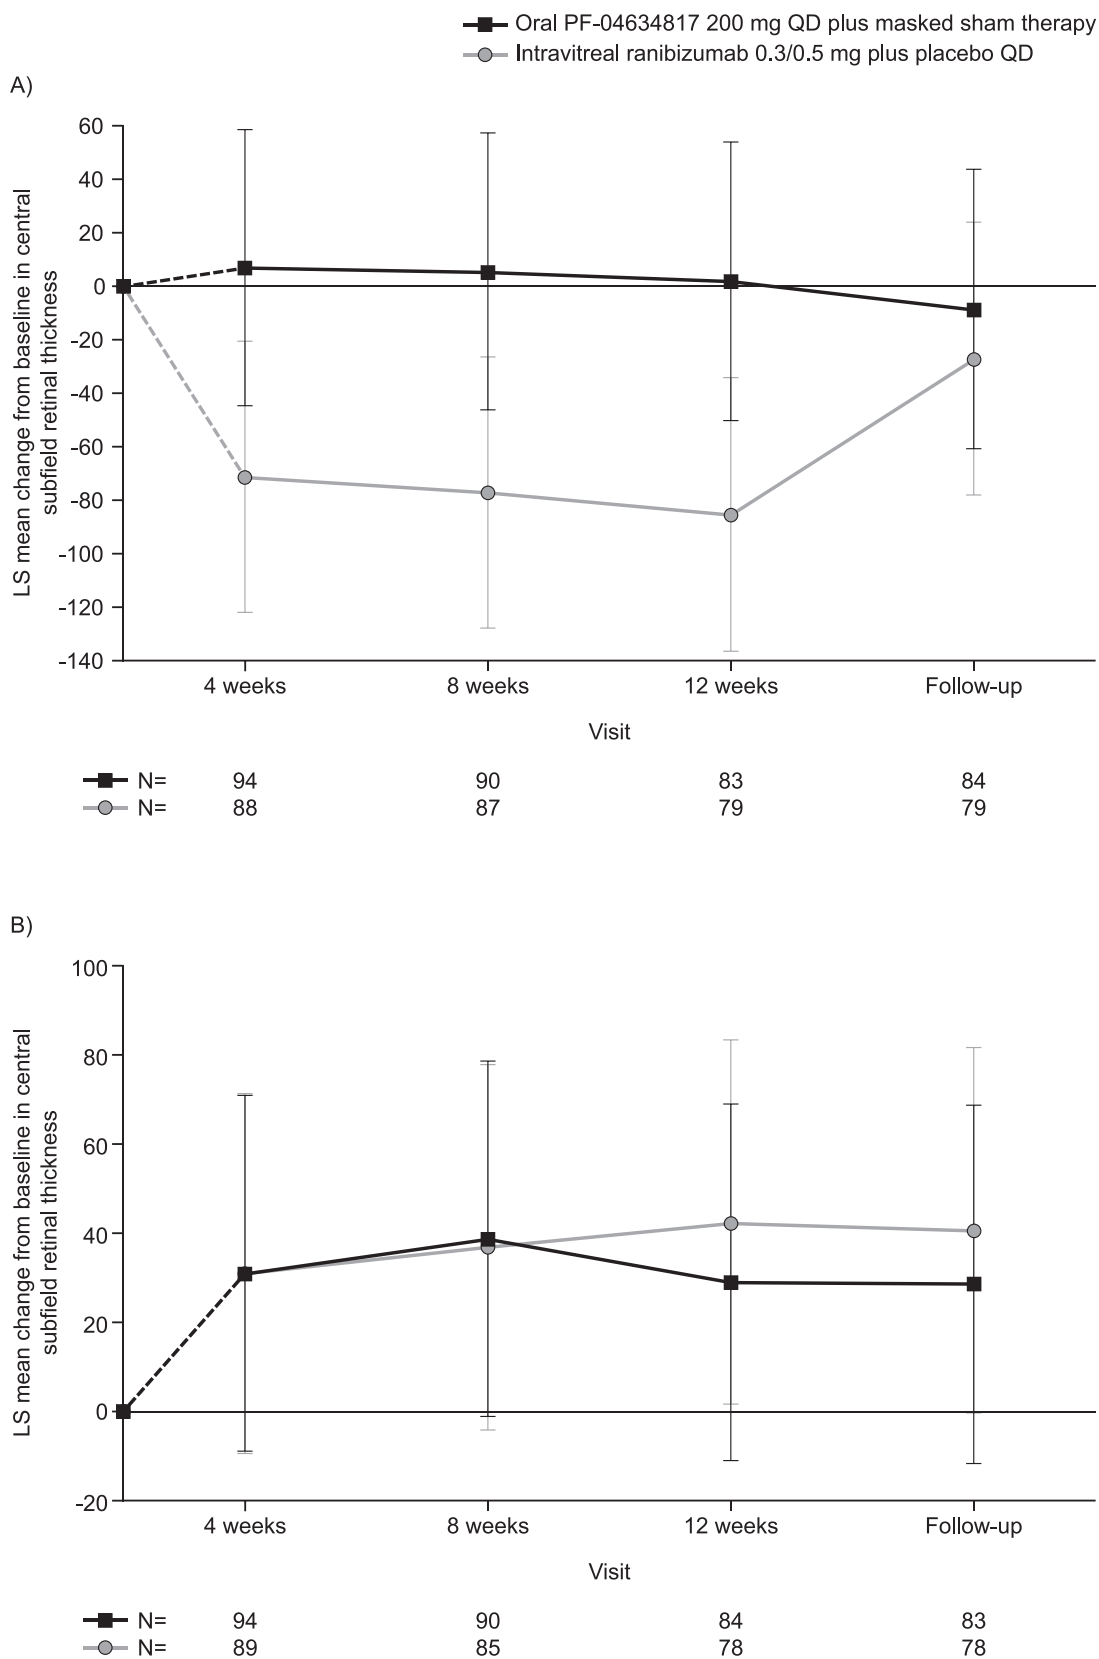 Oral PF-04634817 200 mg QD plus masked sham therapy
Intravitreal ranibizumab 0.3/0.5 mg plus placebo QD
A)
LS mean change from baseline in central
subfield retinal thickness
60
40
20
0
-20
-40
-60
-80
-100
-120
-140
4 weeks 8 weeks 12 weeks Follow-up
Visit
N= 94 90 83 84
N= 88 87 79 79
B)
LS mean change from baseline in central
subfield retinal thickness
100
80
60
40
20
0
-20
4 weeks 8 weeks 12 weeks Follow-up
Visit
N= 94 90 84 83
N= 89 85 78 78